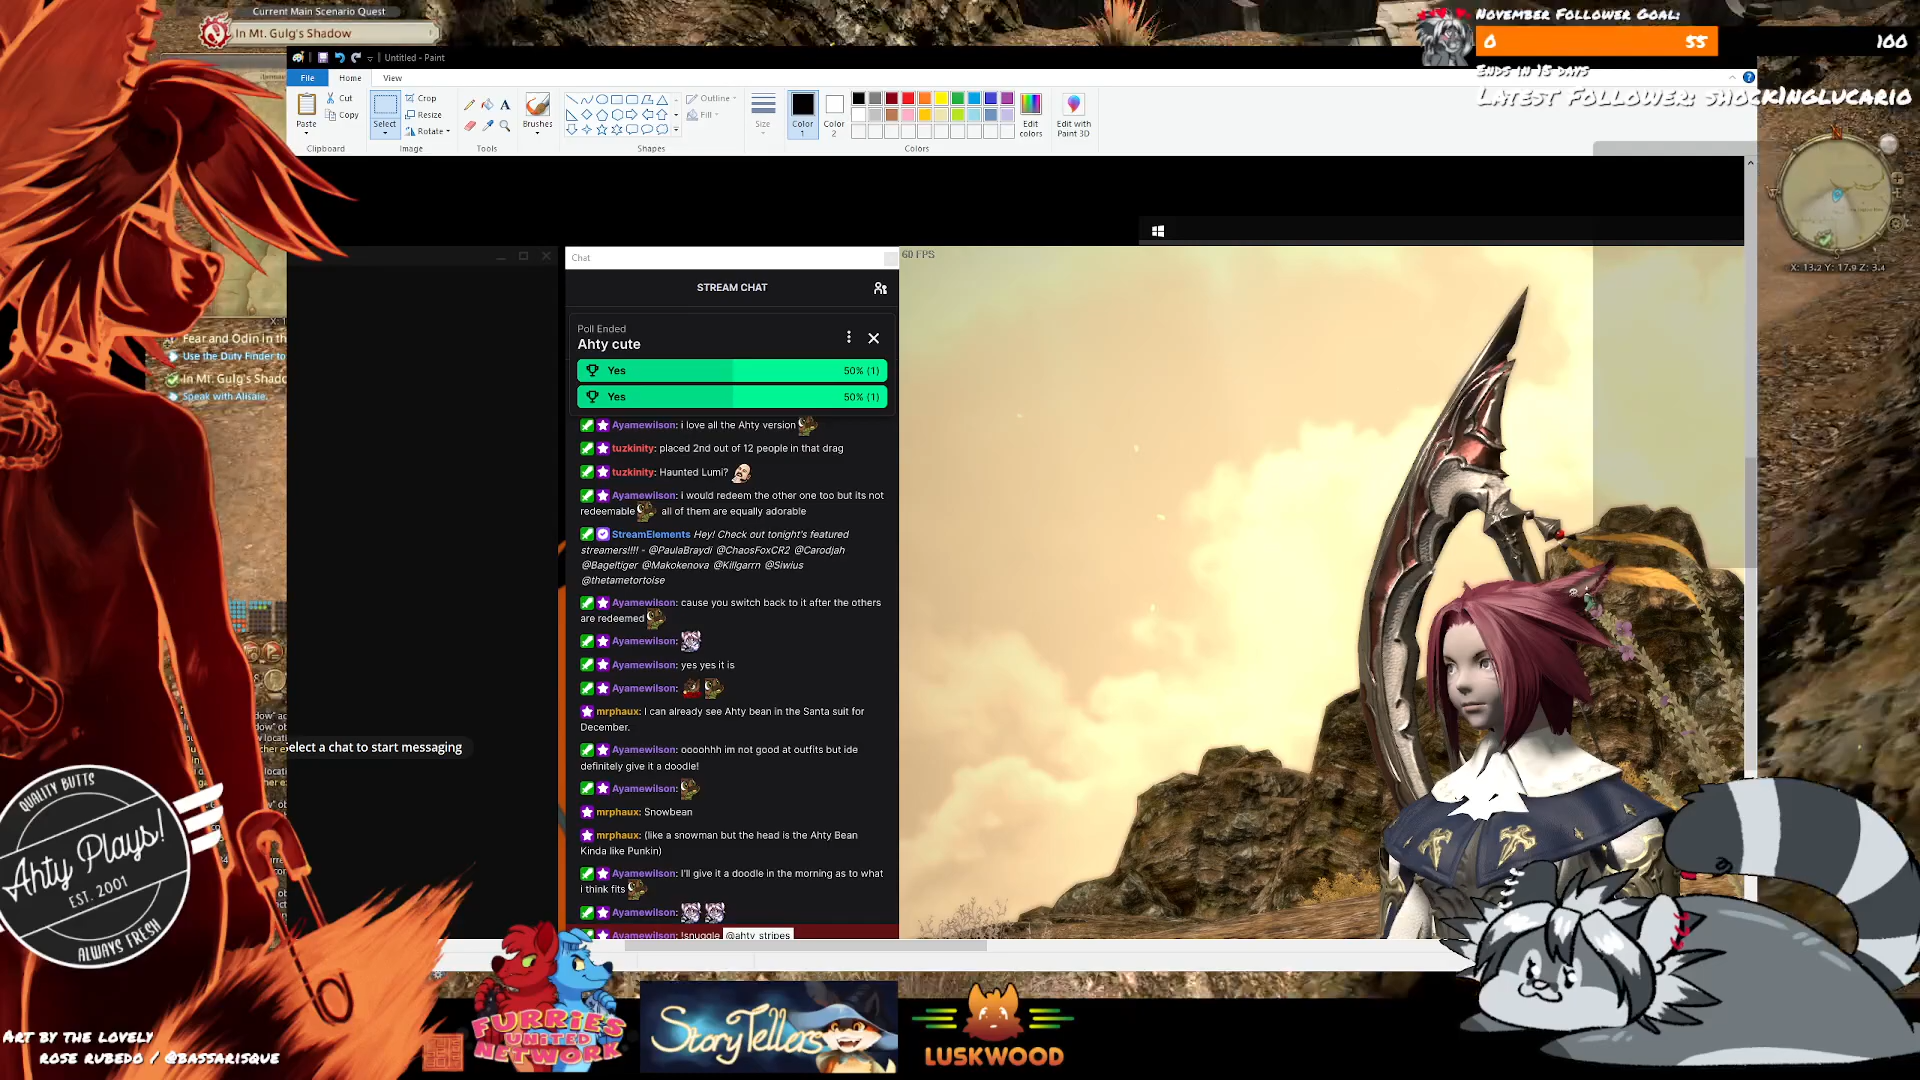 Current Main Scenario Quest
In Mt. Gulg's Shadow
November Follower Goal:
0 55 100
Ends in 15 days
Latest Follower: shock1nglucario
Untitled - Paint
File Home View
Paste
Cut
Copy
Clipboard
Select
Crop
Resize
Rotate
Image
Tools
Brushes
Shapes
Outline
Fill
Size
Color 1
Color 2
Edit colors
Edit with Paint 3D
Colors
X: 13.2 Y: 17.9 Z: 3.4
Fear and Odin in th
Use the Duty Finder to
In Mt. Gulg's Shado
Speak with Alisaie.
elect a chat to start messaging
Chat
60 FPS
STREAM CHAT
Poll Ended
Ahty cute
Yes 50% (1)
Yes 50% (1)
Ayamewilson: i love all the Ahty version
tuzkinity: placed 2nd out of 12 people in that drag
tuzkinity: Haunted Lumi?
Ayamewilson: i would redeem the other one too but its not
redeemable all of them are equally adorable
StreamElements Hey! Check out tonight's featured
streamers!!!! - @PaulaBraydi @ChaosFoxCR2 @Carodjah
@Bageltiger @Makokenova @Killgarrn @Siwius
@thetametortoise
Ayamewilson: cause you switch back to it after the others
are redeemed
Ayamewilson:
Ayamewilson: yes yes it is
Ayamewilson:
mrphaux: I can already see Ahty bean in the Santa suit for
December.
Ayamewilson: oooohhh im not good at outfits but ide
definitely give it a doodle!
Ayamewilson:
mrphaux: Snowbean
mrphaux: (like a snowman but the head is the Ahty Bean
Kinda like Punkin)
Ayamewilson: I'll give it a doodle in the morning as to what
i think fits
Ayamewilson:
Ayamewilson: !snuggle @ahty_stripes
QUALITY BUTTS
Ahty Plays!
EST. 2001
ALWAYS FRESH
Art by the lovely
Rose Rubedo / @bassarisque
FURRIES
UNITED
NETWORK
StoryTellers
LUSKWOOD